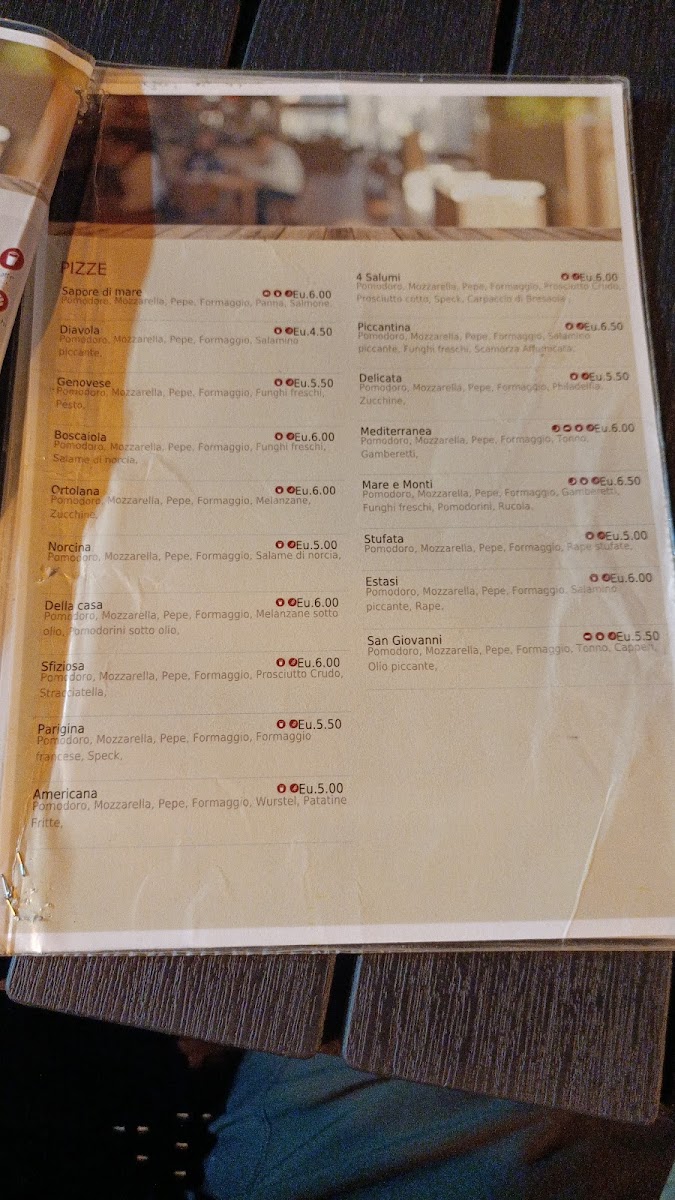 PIZZE
Sapore di mare Eu.6.00
Pomodoro, Mozzarella, Pepe, Formaggio, Panna, Salmone,
Diavola Eu.4.50
Pomodoro, Mozzarella, Pepe, Formaggio, Salamino
piccante,
Genovese Eu.5.50
Pomodoro, Mozzarella, Pepe, Formaggio, Funghi freschi,
Pesto,
Boscaiola Eu.6.00
Pomodoro, Mozzarella, Pepe, Formaggio, Funghi freschi,
Salame di norcia,
Ortolana Eu.6.00
Pomodoro, Mozzarella, Pepe, Formaggio, Melanzane,
Zucchine,
Norcina Eu.5.00
Pomodoro, Mozzarella, Pepe, Formaggio, Salame di norcia,
Della casa Eu.6.00
Pomodoro, Mozzarella, Pepe, Formaggio, Melanzane sotto
olio, Pomodorini sotto olio,
Sfiziosa Eu.6.00
Pomodoro, Mozzarella, Pepe, Formaggio, Prosciutto Crudo,
Stracciatella,
Parigina Eu.5.50
Pomodoro, Mozzarella, Pepe, Formaggio, Formaggio
francese, Speck,
Americana Eu.5.00
Pomodoro, Mozzarella, Pepe, Formaggio, Wurstel, Patatine
Fritte,
4 Salumi Eu.6.00
Pomodoro, Mozzarella, Pepe, Formaggio, Prosciutto Crudo,
Prosciutto cotto, Speck, Carpaccio di Bresaola ,
Piccantina Eu.6.50
Pomodoro, Mozzarella, Pepe, Formaggio, Salamino
piccante, Funghi freschi, Scamorza Affumicata,
Delicata Eu.5.50
Pomodoro, Mozzarella, Pepe, Formaggio, Philadelfia,
Zucchine,
Mediterranea Eu.6.00
Pomodoro, Mozzarella, Pepe, Formaggio, Tonno,
Gamberetti,
Mare e Monti Eu.6.50
Pomodoro, Mozzarella, Pepe, Formaggio, Gamberetti,
Funghi freschi, Pomodorini, Rucola,
Stufata Eu.5.00
Pomodoro, Mozzarella, Pepe, Formaggio, Rape stufate,
Estasi Eu.6.00
Pomodoro, Mozzarella, Pepe, Formaggio, Salamino
piccante, Rape,
San Giovanni Eu.5.50
Pomodoro, Mozzarella, Pepe, Formaggio, Tonno, Capperi,
Olio piccante,